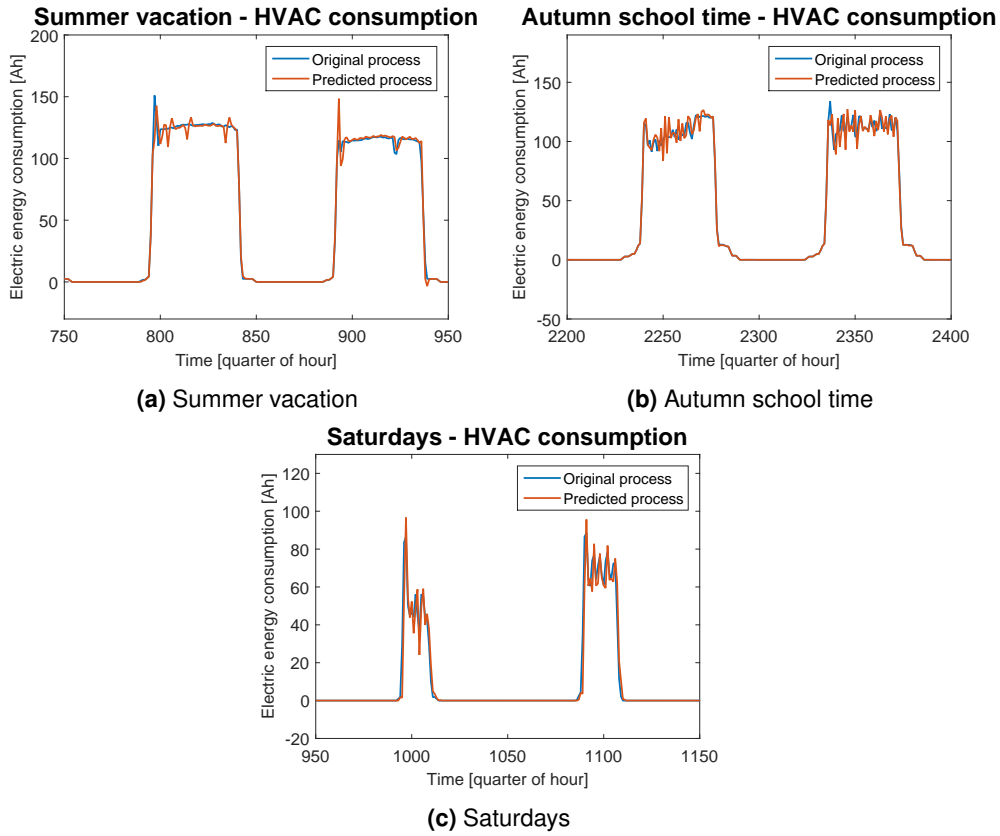 Summer vacation - HVAC consumption
Electric energy consumption [Ah]
200
150
100
50
0
Original process
Predicted process
750
800
850
900
950
Time [quarter of hour]
(a) Summer vacation
Autumn school time - HVAC consumption
Electric energy consumption [Ah]
150
100
50
0
-50
Original process
Predicted process
2200
2250
2300
2350
2400
Time [quarter of hour]
(b) Autumn school time
Saturdays - HVAC consumption
Electric energy consumption [Ah]
120
100
80
60
40
20
0
-20
Original process
Predicted process
950
1000
1050
1100
1150
Time [quarter of hour]
(c) Saturdays